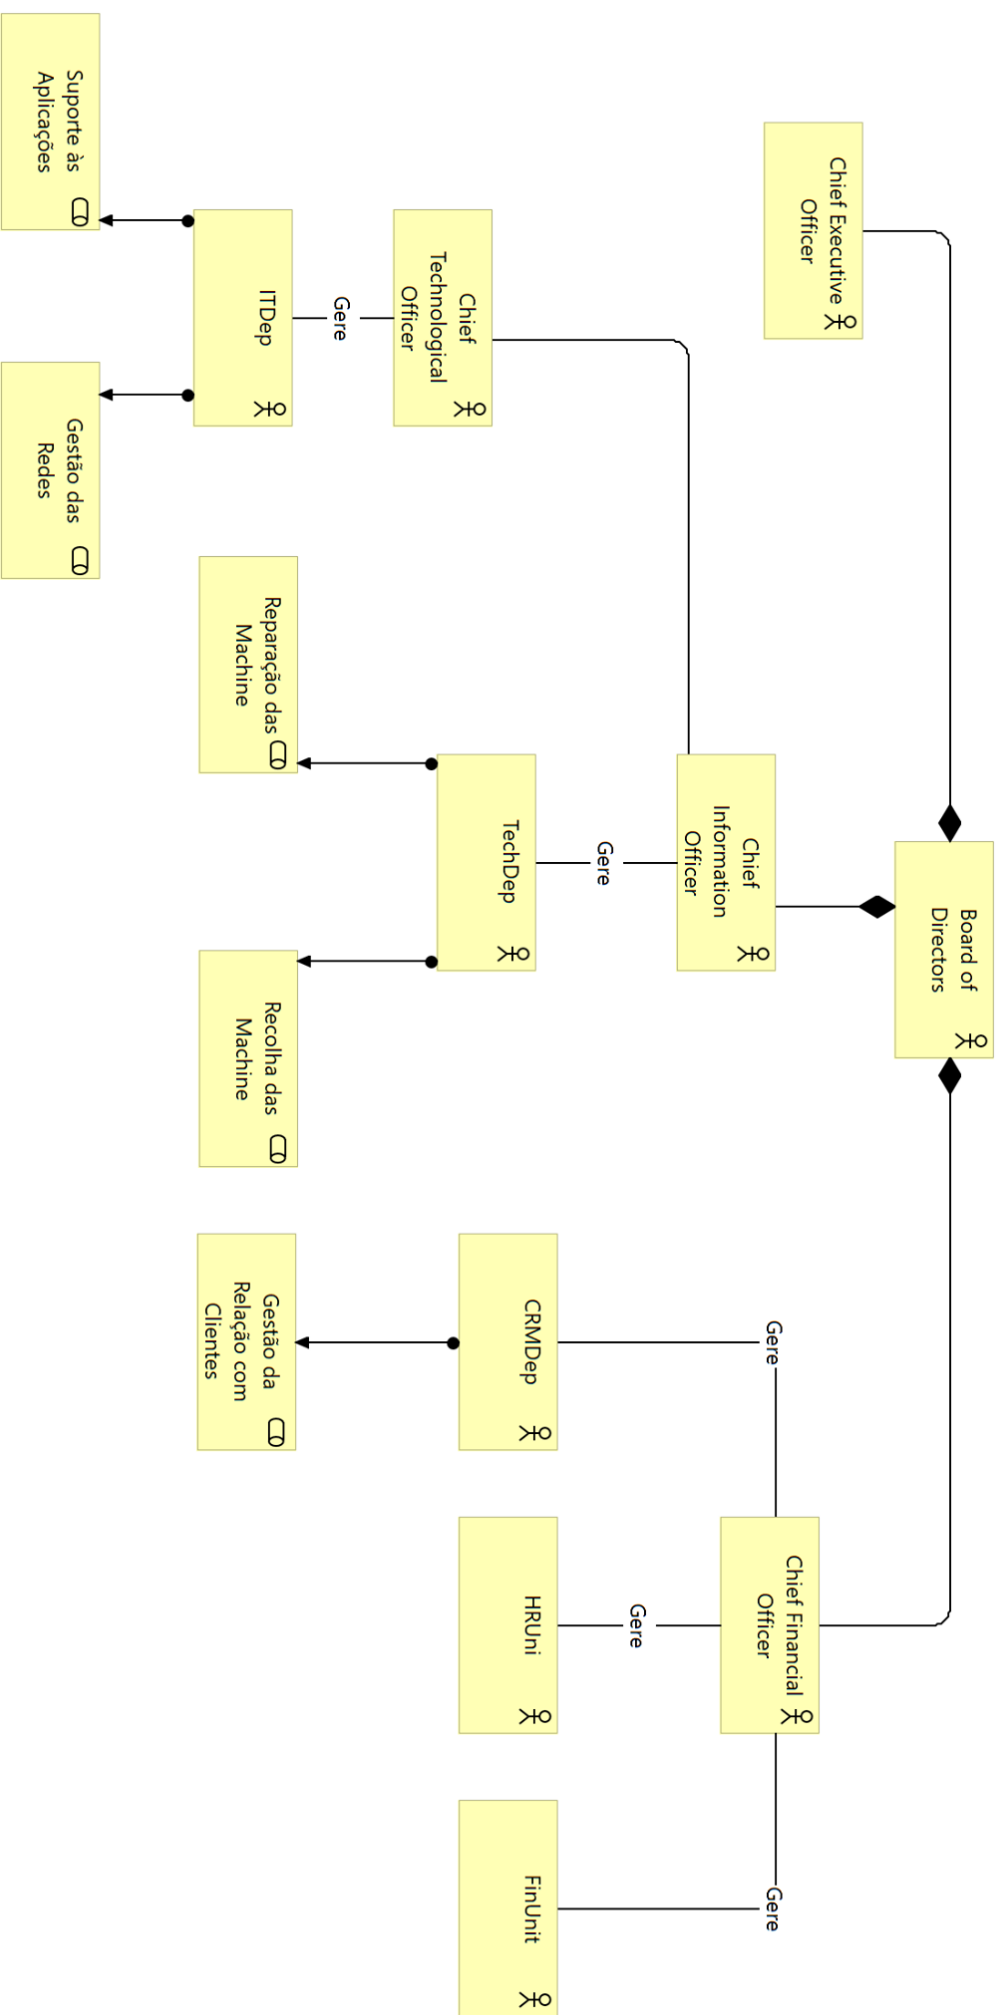 Board of
Directors
Chief Executive
Officer
Chief
Information
Officer
Chief Financial
Officer
Chief
Technological
Officer
Gere
Gere
Gere
Gere
Gere
ITDep
TechDep
CRMDep
HRUni
FinUnit
Suporte às
Aplicações
Gestão das
Redes
Reparação das
Machine
Recolha das
Machine
Gestão da
Relação com
Clientes